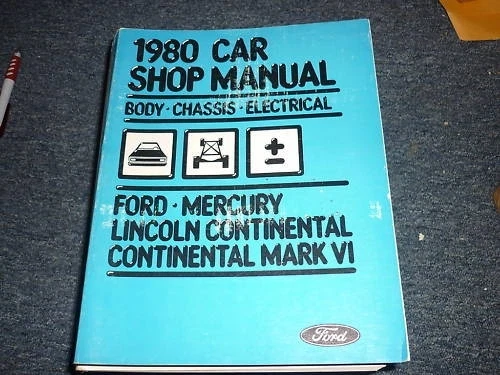 1980 CAR
SHOP MANUAL
BODY · CHASSIS · ELECTRICAL
FORD · MERCURY
LINCOLN CONTINENTAL
CONTINENTAL MARK VI
Ford